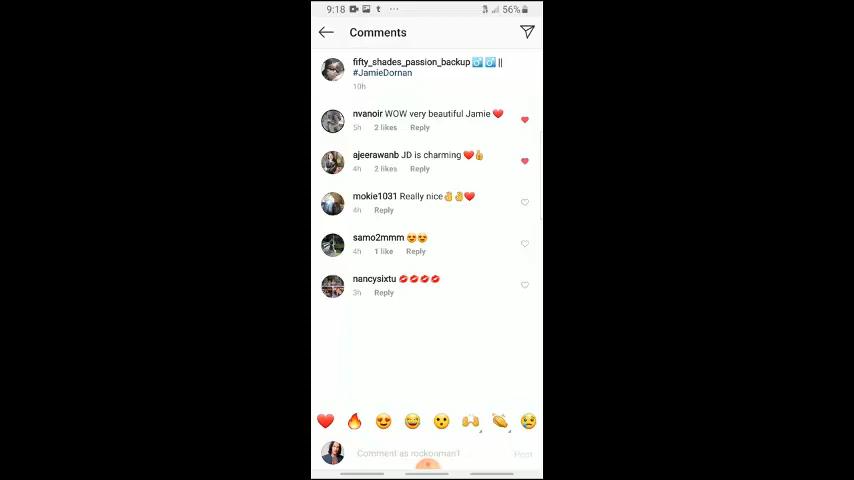 9:18 56%
Comments
fifty_shades_passion_backup ||
#JamieDornan
10h
nvanoir WOW very beautiful Jamie
5h 2 likes Reply
ajeerawanb JD is charming
4h 2 likes Reply
mokie1031 Really nice
4h Reply
samo2mmm
4h 1 like Reply
nancysixtu
3h Reply
Comment as rockonman1 Post